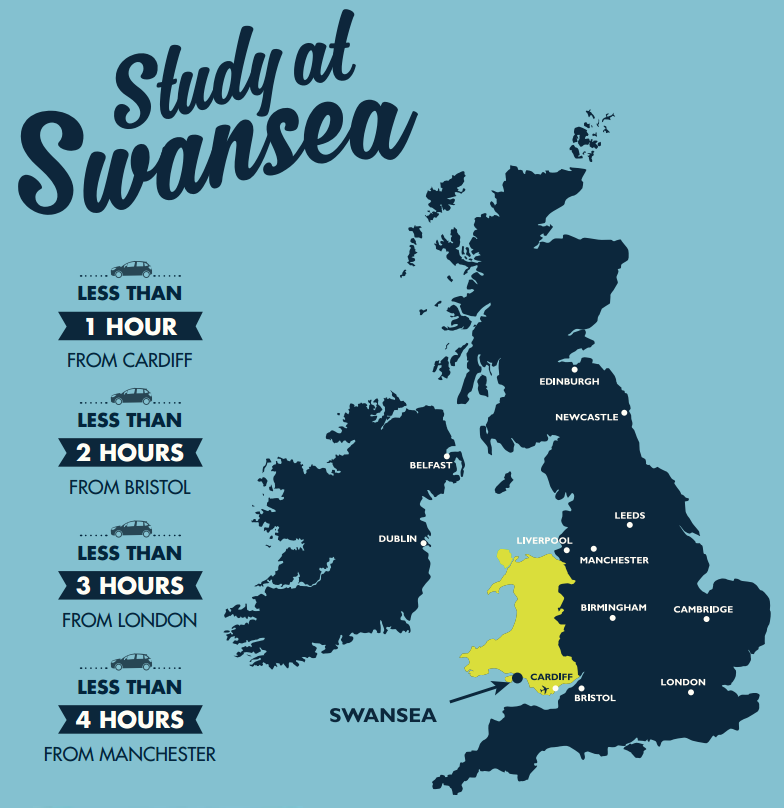 Study at
Swansea
LESS THAN
1 HOUR
FROM CARDIFF
LESS THAN
2 HOURS
FROM BRISTOL
LESS THAN
3 HOURS
FROM LONDON
LESS THAN
4 HOURS
FROM MANCHESTER
EDINBURGH
NEWCASTLE
BELFAST
LEEDS
DUBLIN
LIVERPOOL
MANCHESTER
BIRMINGHAM
CAMBRIDGE
CARDIFF
LONDON
BRISTOL
SWANSEA